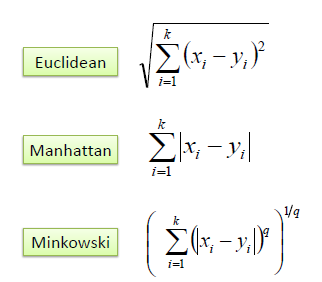 Euclidean √(∑_{i=1}^{k} (x_i − y_i)^2)
Manhattan ∑_{i=1}^{k} |x_i − y_i|
Minkowski (∑_{i=1}^{k} (|x_i − y_i|)^q)^{1/q}